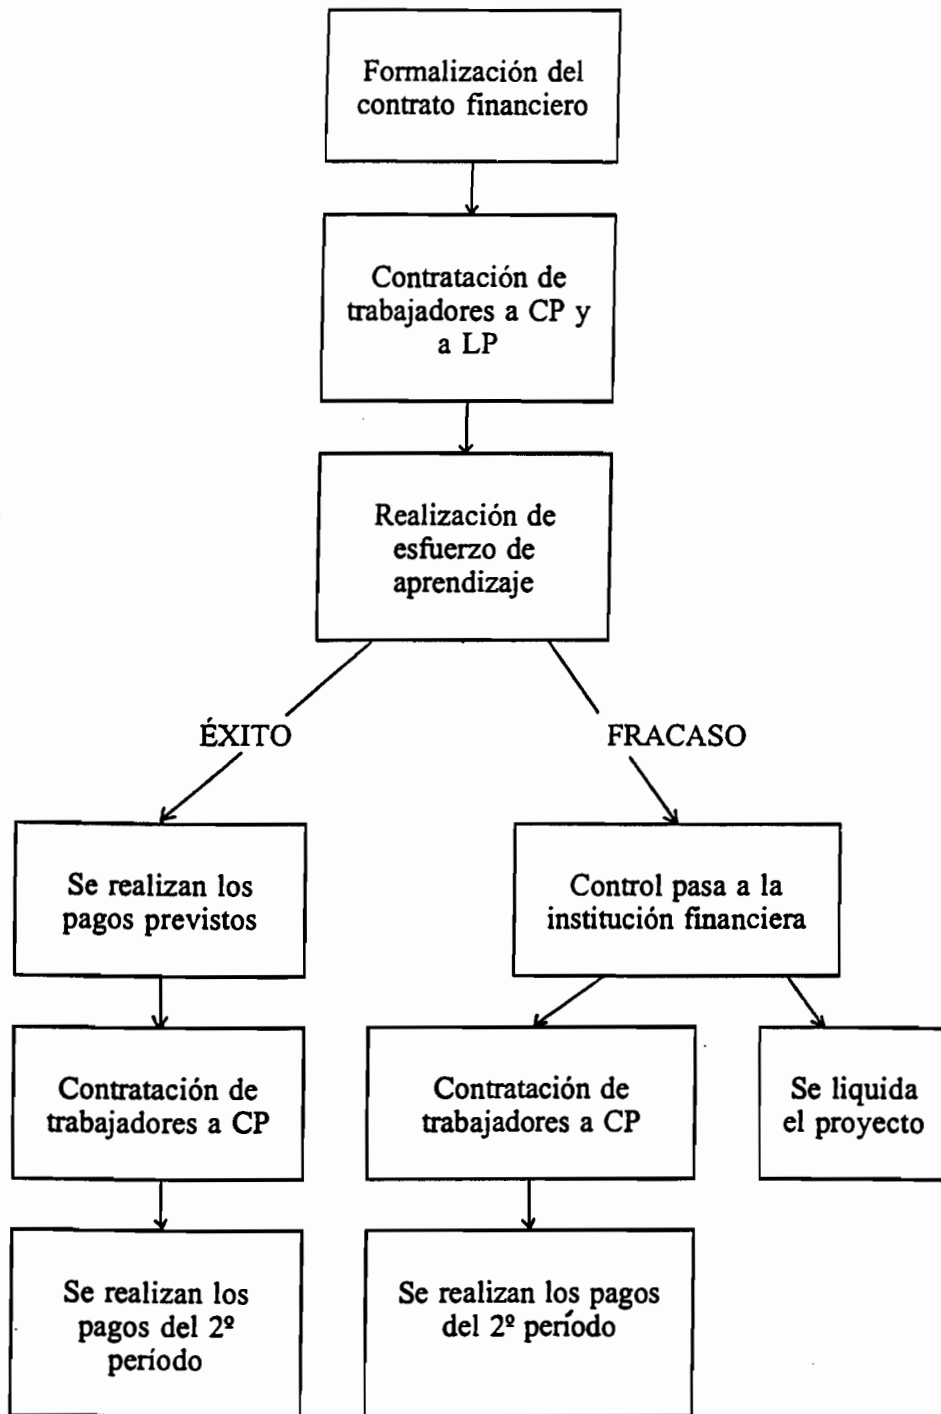 Formalización del
contrato financiero
Contratación de
trabajadores a CP y
a LP
Realización de
esfuerzo de
aprendizaje
ÉXITO
FRACASO
Se realizan los
pagos previstos
Control pasa a la
institución financiera
Contratación de
trabajadores a CP
Contratación de
trabajadores a CP
Se liquida
el proyecto
Se realizan los
pagos del 2º
período
Se realizan los pagos
del 2º período